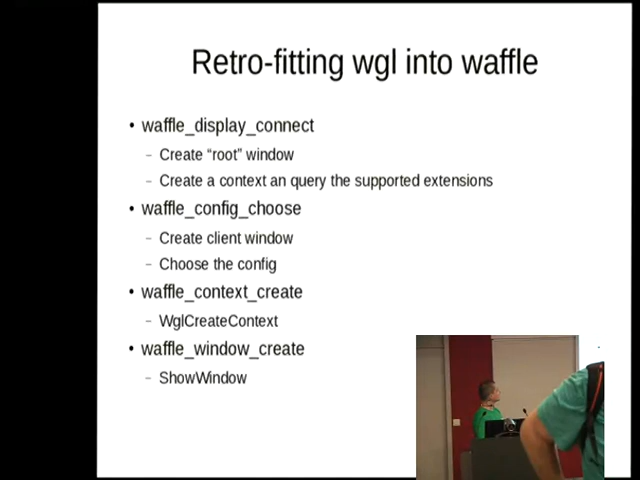 Retro-fitting wgl into waffle
• waffle_display_connect
– Create “root” window
– Create a context an query the supported extensions
• waffle_config_choose
– Create client window
– Choose the config
• waffle_context_create
– WglCreateContext
• waffle_window_create
– ShowWindow